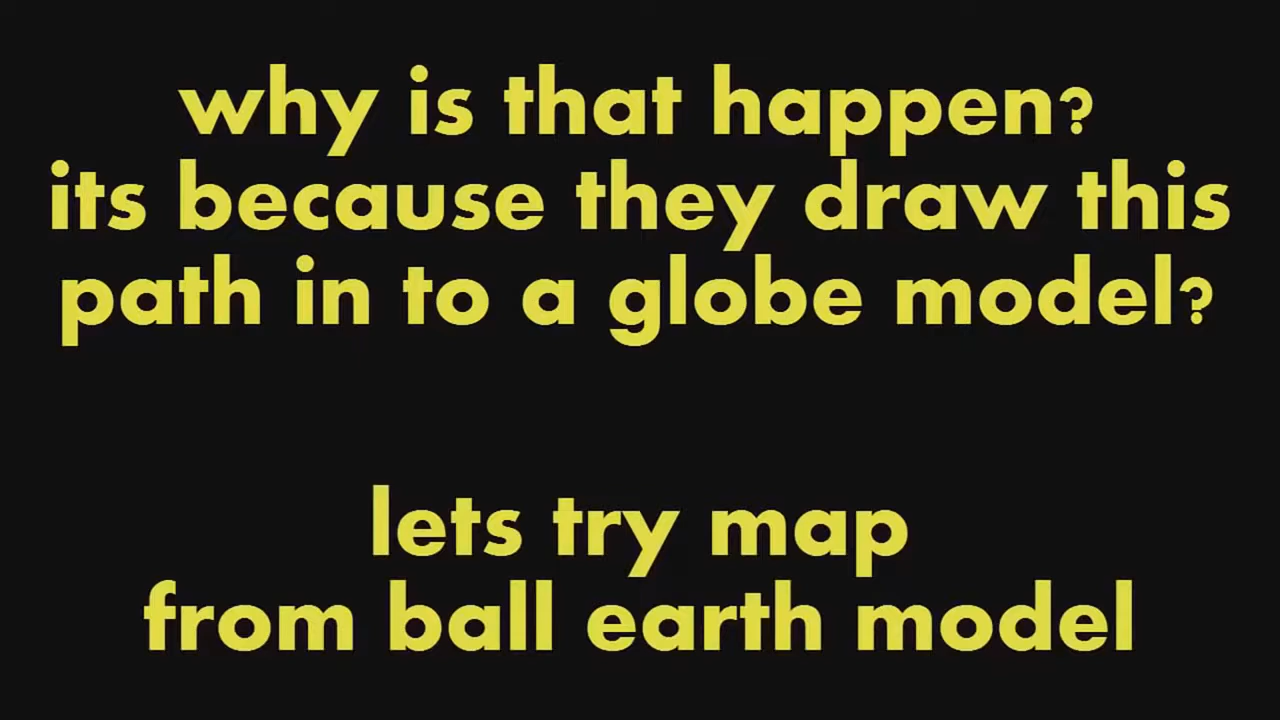 why is that happen?
its because they draw this
path in to a globe model?
lets try map
from ball earth model